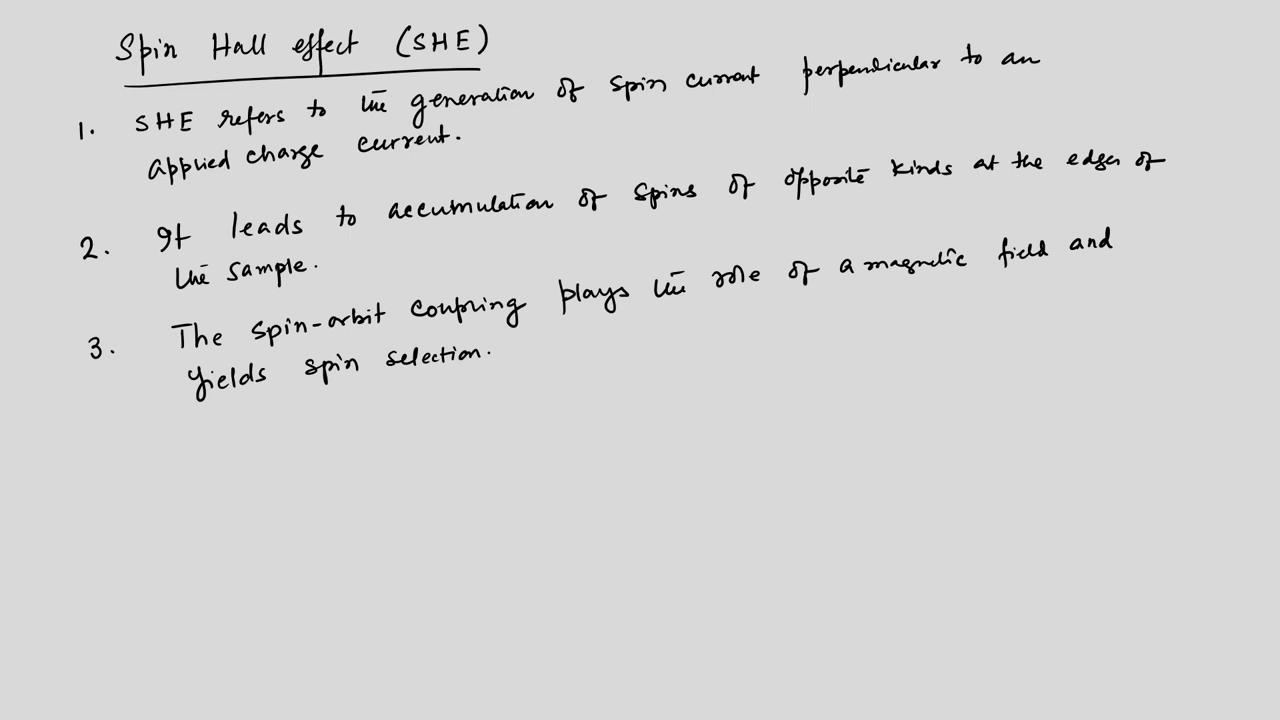 Spin Hall effect (SHE)
1. SHE refers to the generation of spin current perpendicular to an
applied charge current.
2. It leads to accumulation of spins of opposite kinds at the edges of
the sample.
3. The spin-orbit coupling plays the role of a magnetic field and
yields spin selection.